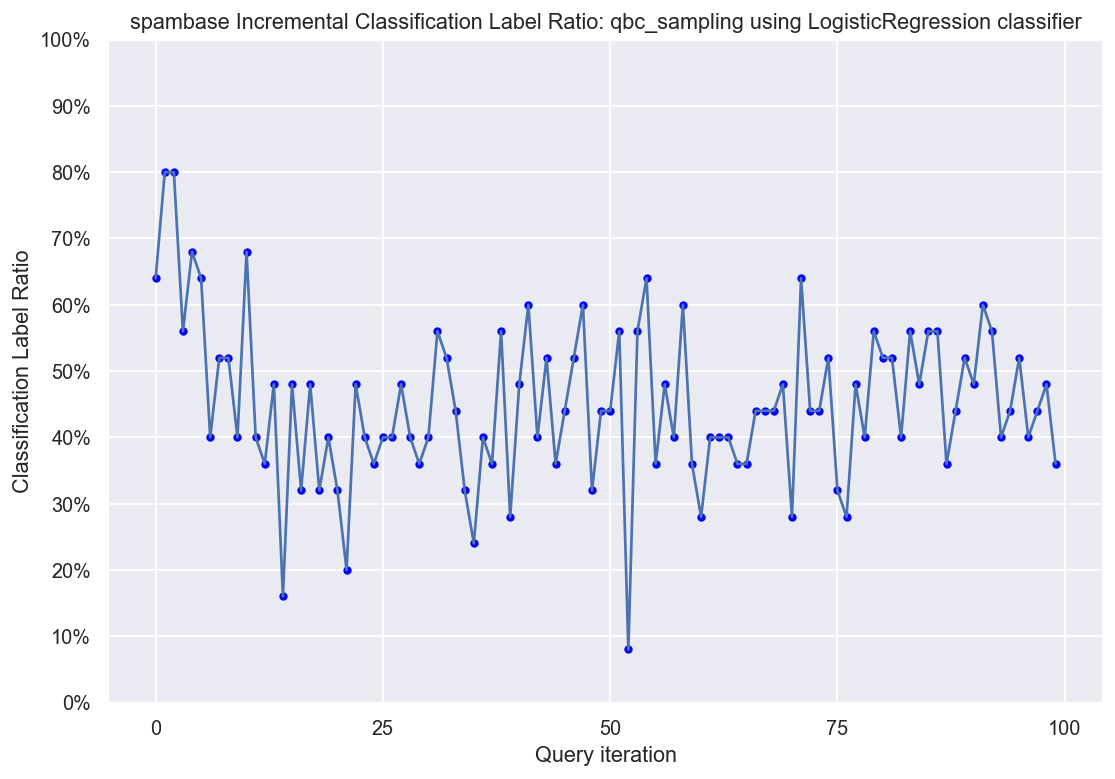 spambase Incremental Classification Label Ratio: qbc_sampling using LogisticRegression classifier
100%
90%
80%
70%
60%
50%
40%
30%
20%
10%
0%
Classification Label Ratio
0 25 50 75 100
Query iteration